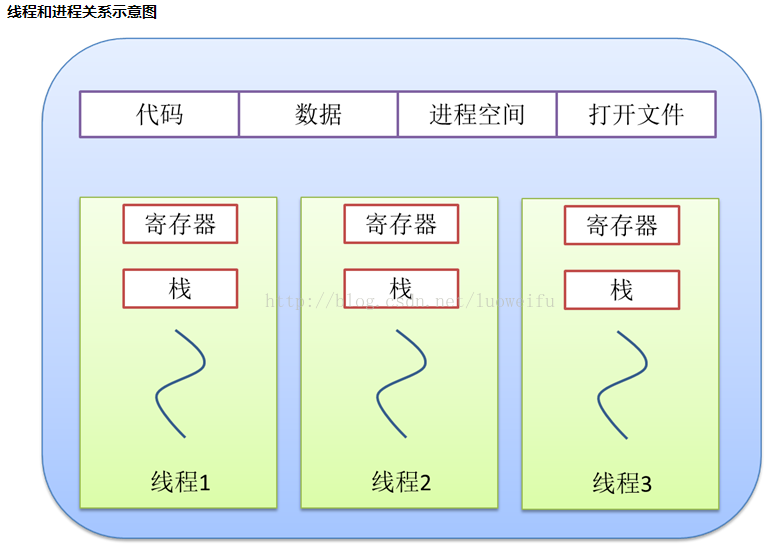 线程和进程关系示意图
代码 数据 进程空间 打开文件
寄存器 寄存器 寄存器
栈 栈 栈
http://blog.csdn.net/luoweifu
线程1 线程2 线程3